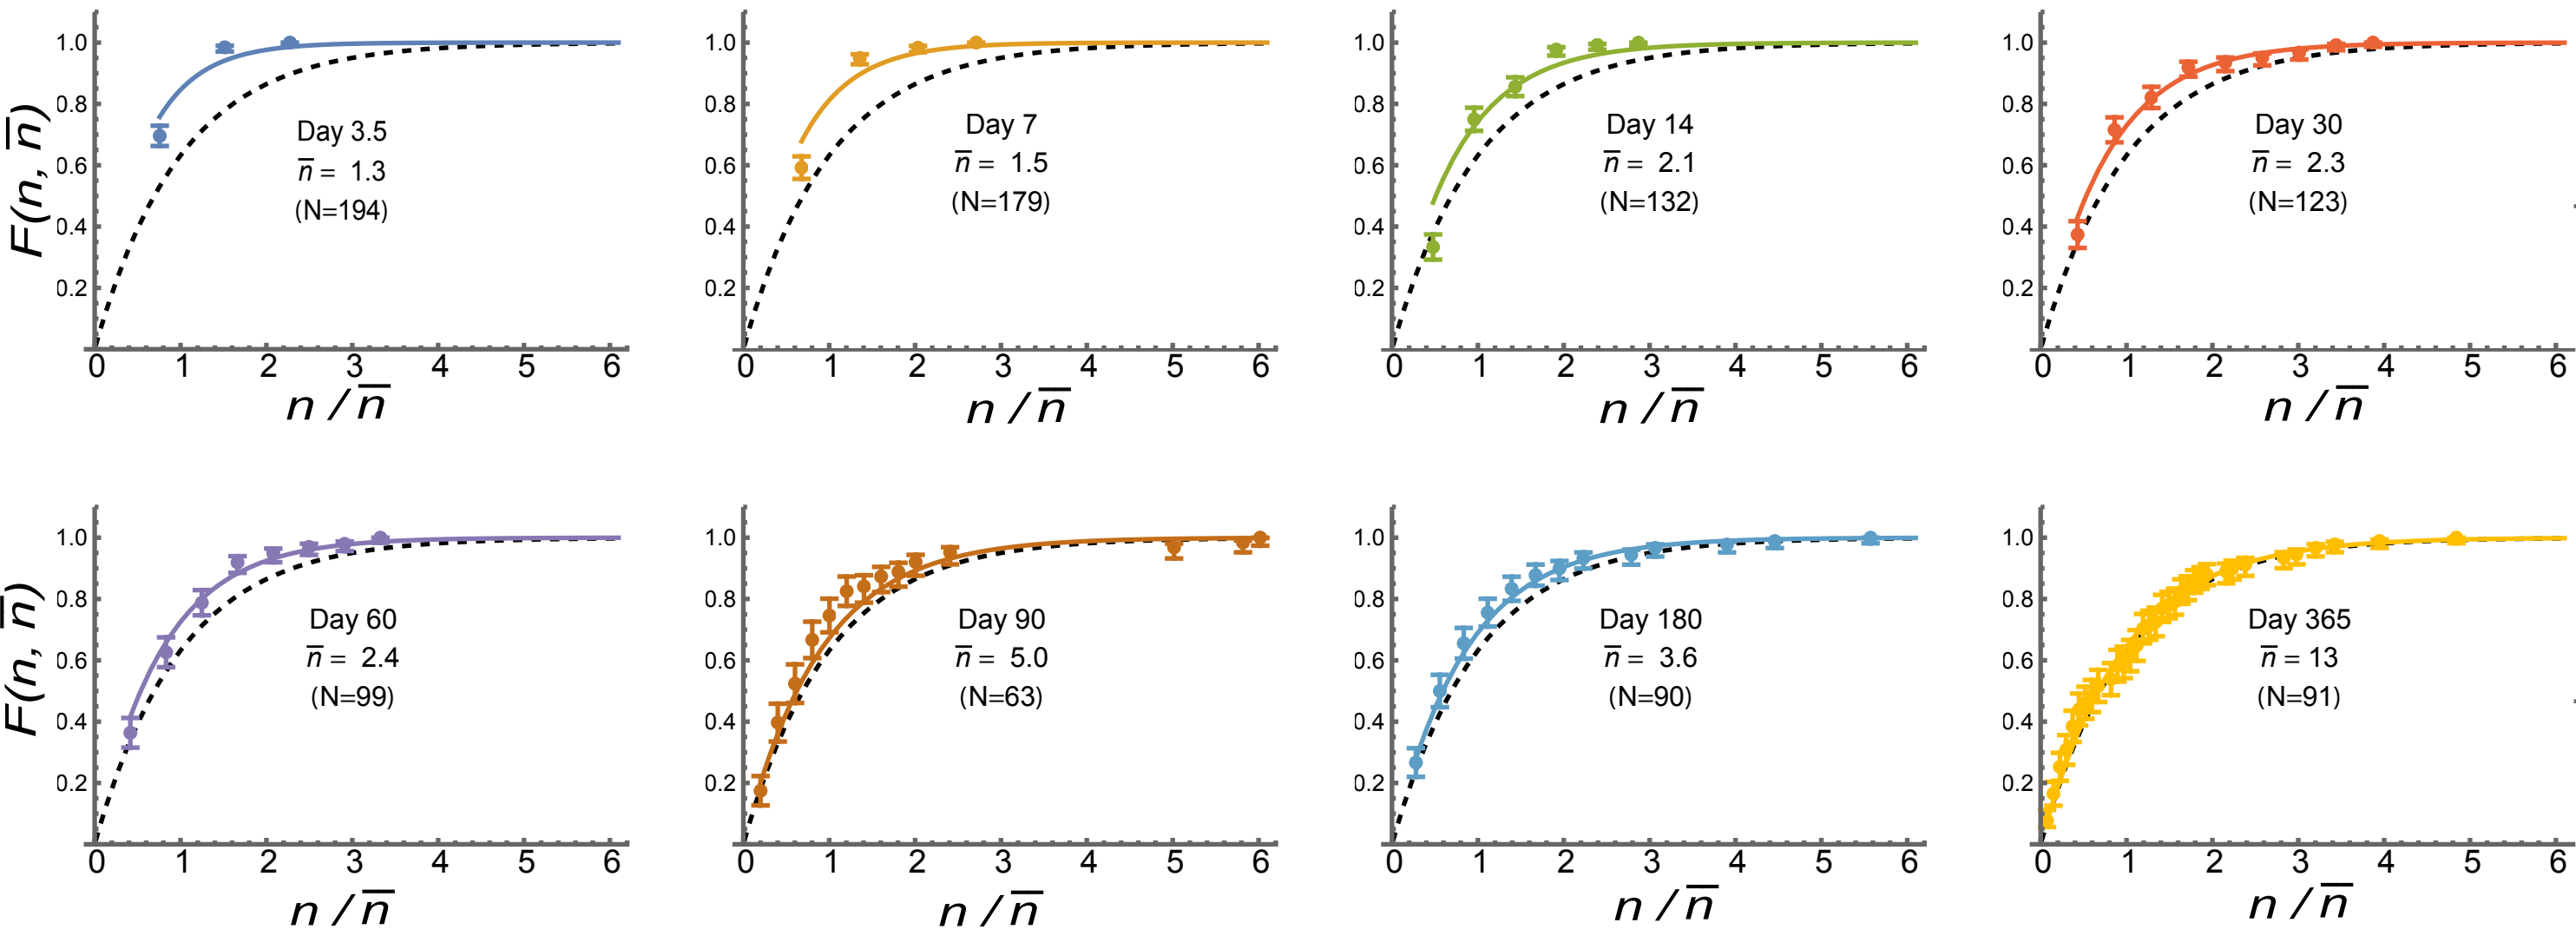 F(n, n̅)
1.0
0.8
0.6
0.4
0.2
Day 3.5
n̅ = 1.3
(N=194)
0 1 2 3 4 5 6
n / n̅
1.0
0.8
0.6
0.4
0.2
Day 7
n̅ = 1.5
(N=179)
0 1 2 3 4 5 6
n / n̅
1.0
0.8
0.6
0.4
0.2
Day 14
n̅ = 2.1
(N=132)
0 1 2 3 4 5 6
n / n̅
1.0
0.8
0.6
0.4
0.2
Day 30
n̅ = 2.3
(N=123)
0 1 2 3 4 5 6
n / n̅
F(n, n̅)
1.0
0.8
0.6
0.4
0.2
Day 60
n̅ = 2.4
(N=99)
0 1 2 3 4 5 6
n / n̅
1.0
0.8
0.6
0.4
0.2
Day 90
n̅ = 5.0
(N=63)
0 1 2 3 4 5 6
n / n̅
1.0
0.8
0.6
0.4
0.2
Day 180
n̅ = 3.6
(N=90)
0 1 2 3 4 5 6
n / n̅
1.0
0.8
0.6
0.4
0.2
Day 365
n̅ = 13
(N=91)
0 1 2 3 4 5 6
n / n̅